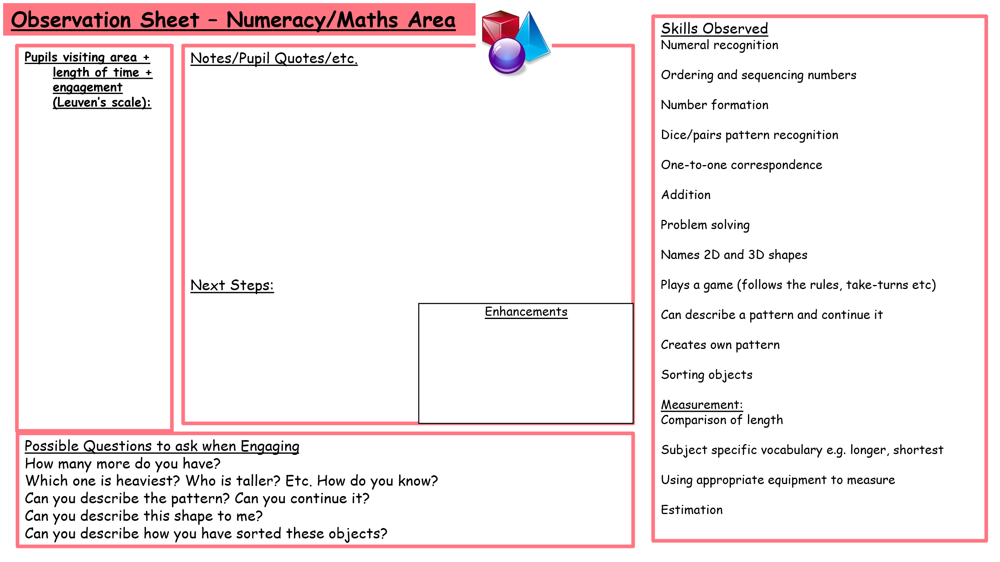 Observation Sheet – Numeracy/Maths Area
Pupils visiting area +
length of time +
engagement
(Leuven's scale):
Notes/Pupil Quotes/etc.
Next Steps:
Enhancements
Possible Questions to ask when Engaging
How many more do you have?
Which one is heaviest? Who is taller? Etc. How do you know?
Can you describe the pattern? Can you continue it?
Can you describe this shape to me?
Can you describe how you have sorted these objects?
Skills Observed
Numeral recognition
Ordering and sequencing numbers
Number formation
Dice/pairs pattern recognition
One-to-one correspondence
Addition
Problem solving
Names 2D and 3D shapes
Plays a game (follows the rules, take-turns etc)
Can describe a pattern and continue it
Creates own pattern
Sorting objects
Measurement:
Comparison of length
Subject specific vocabulary e.g. longer, shortest
Using appropriate equipment to measure
Estimation